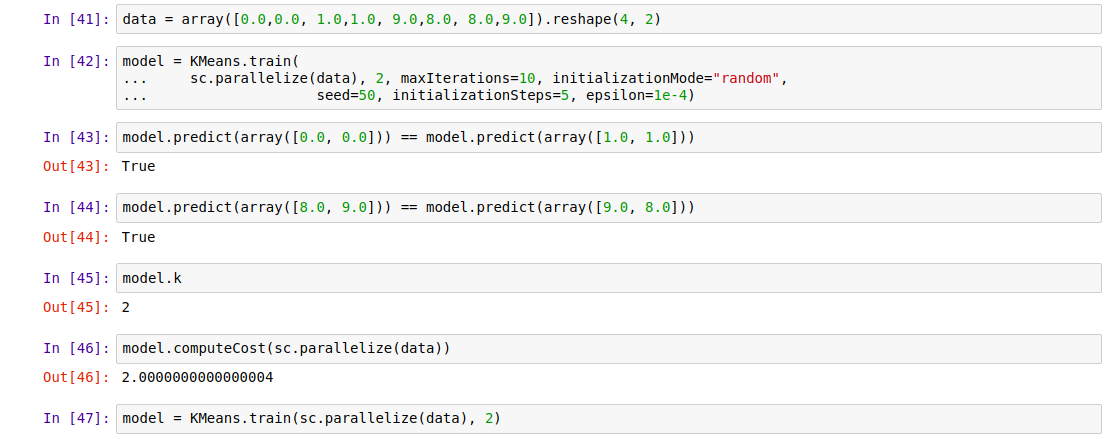 In [41]: data = array([0.0,0.0, 1.0,1.0, 9.0,8.0, 8.0,9.0]).reshape(4, 2)
In [42]: model = KMeans.train(
...     sc.parallelize(data), 2, maxIterations=10, initializationMode="random",
...                    seed=50, initializationSteps=5, epsilon=1e-4)
In [43]: model.predict(array([0.0, 0.0])) == model.predict(array([1.0, 1.0]))
Out[43]: True
In [44]: model.predict(array([8.0, 9.0])) == model.predict(array([9.0, 8.0]))
Out[44]: True
In [45]: model.k
Out[45]: 2
In [46]: model.computeCost(sc.parallelize(data))
Out[46]: 2.0000000000000004
In [47]: model = KMeans.train(sc.parallelize(data), 2)